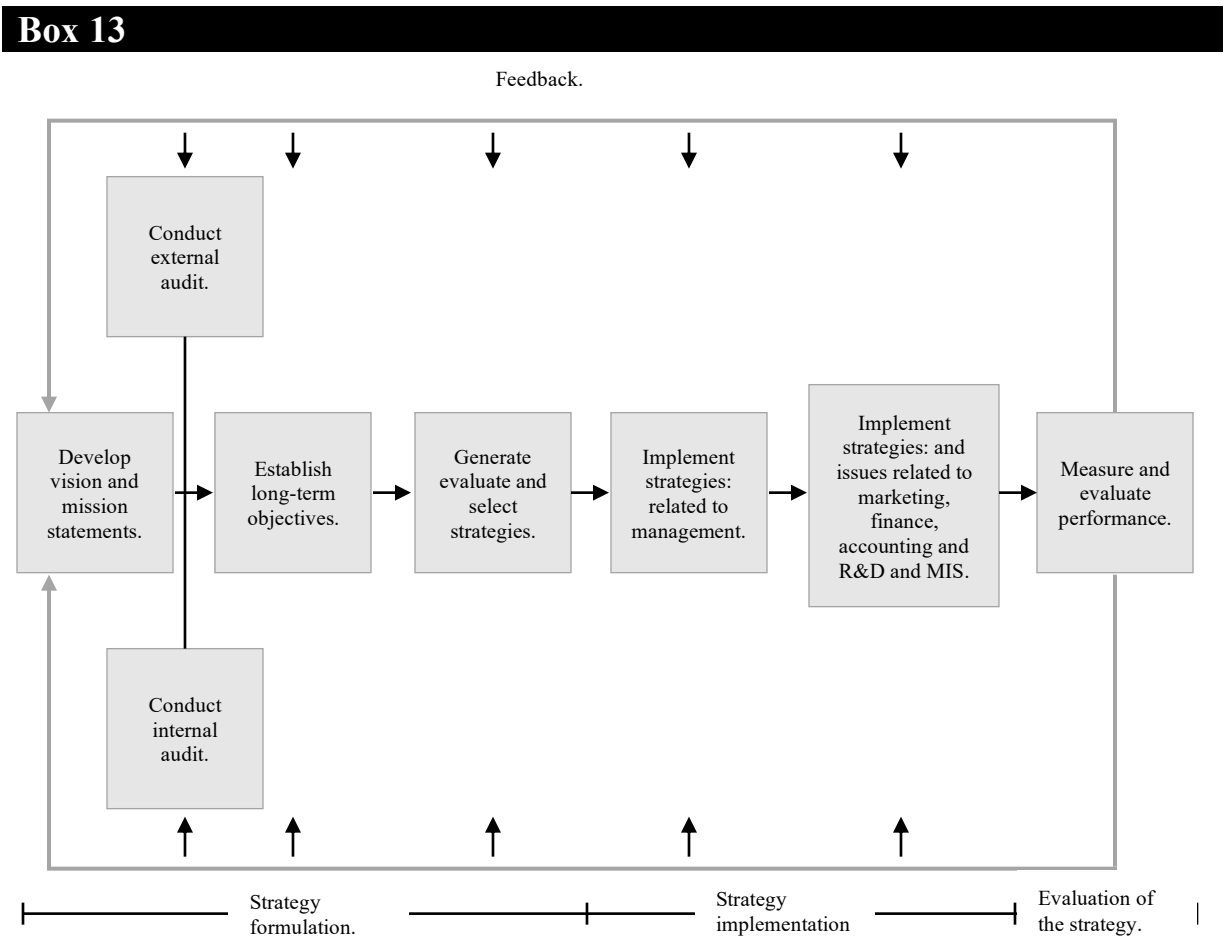 Box 13
Feedback.
Conduct
external
audit.
Develop
vision and
mission
statements.
Establish
long-term
objectives.
Generate
evaluate and
select
strategies.
Implement
strategies:
related to
management.
Implement
strategies: and
issues related to
marketing,
finance,
accounting and
R&D and MIS.
Measure and
evaluate
performance.
Conduct
internal
audit.
Strategy
formulation.
Strategy
implementation
Evaluation of
the strategy.